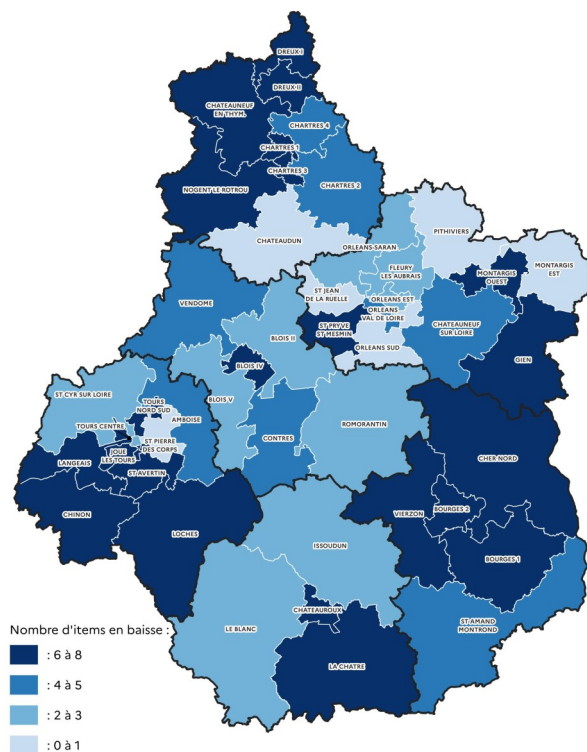 DREUX I
DREUX II
CHATEAUNEUF
EN THYM.
CHARTRES 4
CHARTRES 1
CHARTRES 3
CHARTRES 2
NOGENT LE ROTROU
CHATEAUDUN
ORLEANS-SARAN
PITHIVIERS
FLEURY
LES AUBRAIS
MONTARGIS
OUEST
MONTARGIS
EST
ST JEAN
DE LA RUELLE
ORLEANS EST
ORLEANS
VAL DE LOIRE
VENDOME
ST PRYVE
ST MESMIN
CHATEAUNEUF
SUR LOIRE
BLOIS II
ORLEANS SUD
GIEN
BLOIS IV
ST CYR SUR LOIRE
BLOIS V
TOURS
NORD SUD
AMBOISE
ROMORANTIN
TOURS CENTRE
CONTRES
ST PIERRE
DES CORPS
JOUE
LES TOURS
LANGEAIS
ST AVERTIN
CHER NORD
CHINON
LOCHES
VIERZON
BOURGES 2
ISSOUDUN
BOURGES 1
CHATEAUROUX
ST AMAND
MONTROND
LE BLANC
LA CHATRE
Nombre d'items en baisse :
: 6 à 8
: 4 à 5
: 2 à 3
: 0 à 1